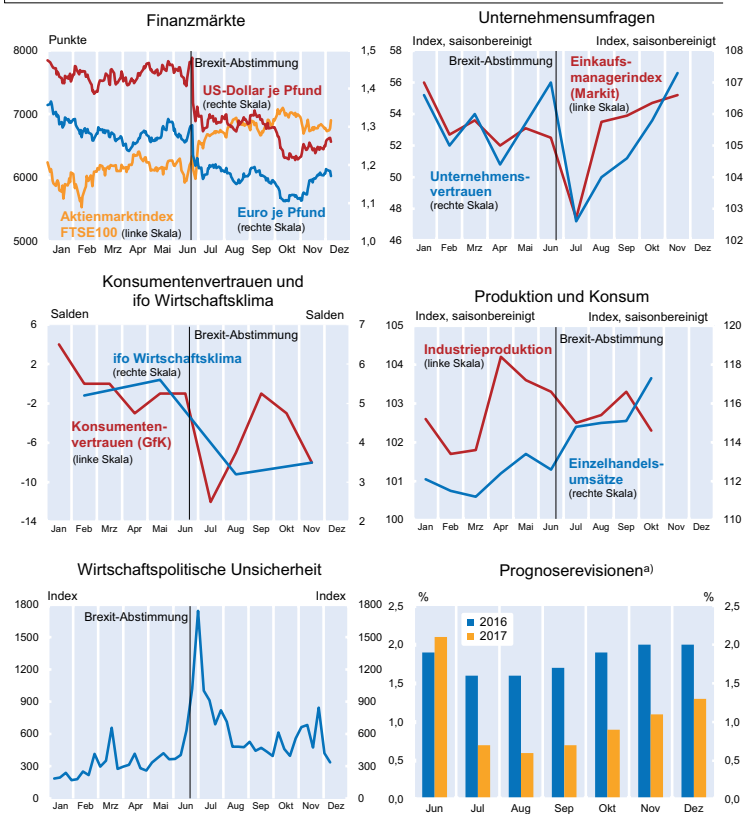 Finanzmärkte
Punkte
8000
7000
6000
5000
1,5
1,4
1,3
1,2
1,1
1,0
Brexit-Abstimmung
US-Dollar je Pfund
(rechte Skala)
Aktienmarktindex
FTSE100 (linke Skala)
Euro je Pfund
(rechte Skala)
Jan Feb Mrz Apr Mai Jun Jul Aug Sep Okt Nov Dez
Unternehmensumfragen
Index, saisonbereinigt
Index, saisonbereinigt
58
56
54
52
50
48
46
108
107
106
105
104
103
102
Brexit-Abstimmung
Einkaufs-
managerindex
(Markit)
(linke Skala)
Unternehmens-
vertrauen
(rechte Skala)
Jan Feb Mrz Apr Mai Jun Jul Aug Sep Okt Nov Dez
Konsumentenvertrauen und
ifo Wirtschaftsklima
Salden
Salden
6
2
-2
-6
-10
-14
7
6
5
4
3
2
Brexit-Abstimmung
ifo Wirtschaftsklima
(rechte Skala)
Konsumenten-
vertrauen (GfK)
(linke Skala)
Jan Feb Mrz Apr Mai Jun Jul Aug Sep Okt Nov Dez
Produktion und Konsum
Index, saisonbereinigt
Index, saisonbereinigt
105
104
103
102
101
100
120
118
116
114
112
110
Brexit-Abstimmung
Industrieproduktion
(linke Skala)
Einzelhandels-
umsätze
(rechte Skala)
Jan Feb Mrz Apr Mai Jun Jul Aug Sep Okt Nov Dez
Wirtschaftspolitische Unsicherheit
Index
Index
1800
1500
1200
900
600
300
0
1800
1500
1200
900
600
300
0
Brexit-Abstimmung
Jan Feb Mrz Apr Mai Jun Jul Aug Sep Okt Nov Dez
Prognoserevisionen a)
%
%
2,5
2,0
1,5
1,0
0,5
0,0
2,5
2,0
1,5
1,0
0,5
0,0
2016
2017
Jun Jul Aug Sep Okt Nov Dez